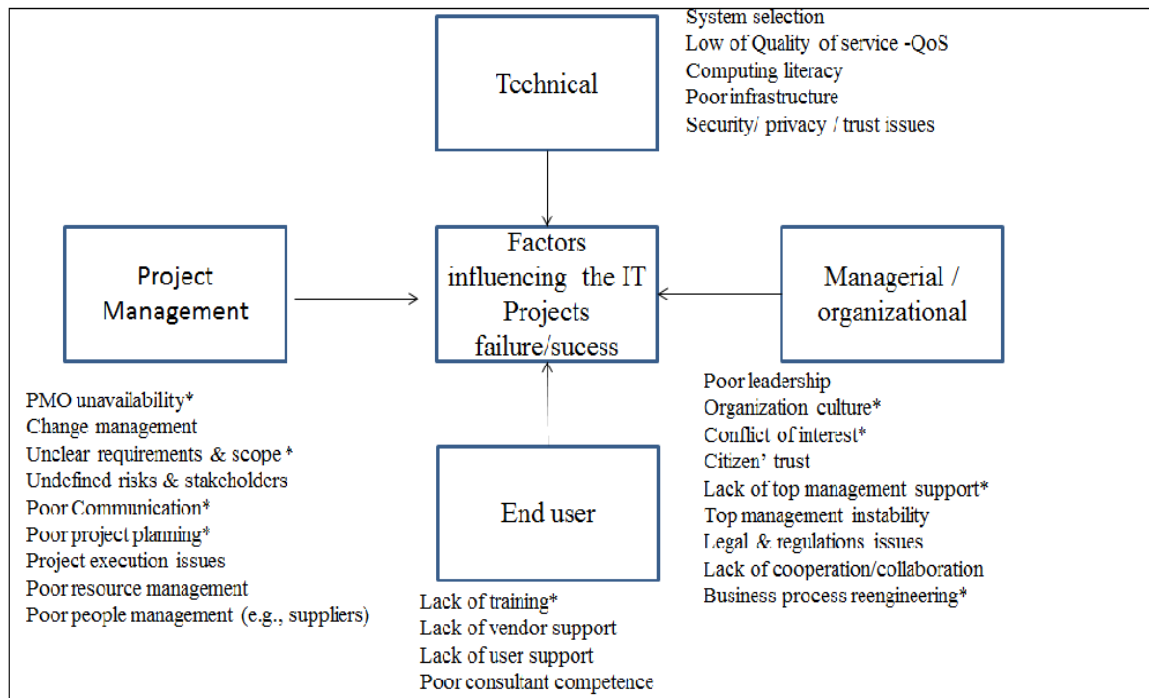 Technical
System selection
Low of Quality of service -QoS
Computing literacy
Poor infrastructure
Security/ privacy / trust issues
Project
Management
Factors
influencing the IT
Projects
failure/sucess
Managerial /
organizational
PMO unavailability*
Change management
Unclear requirements & scope *
Undefined risks & stakeholders
Poor Communication*
Poor project planning*
Project execution issues
Poor resource management
Poor people management (e.g., suppliers)
End user
Lack of training*
Lack of vendor support
Lack of user support
Poor consultant competence
Poor leadership
Organization culture*
Conflict of interest*
Citizen’ trust
Lack of top management support*
Top management instability
Legal & regulations issues
Lack of cooperation/collaboration
Business process reengineering*